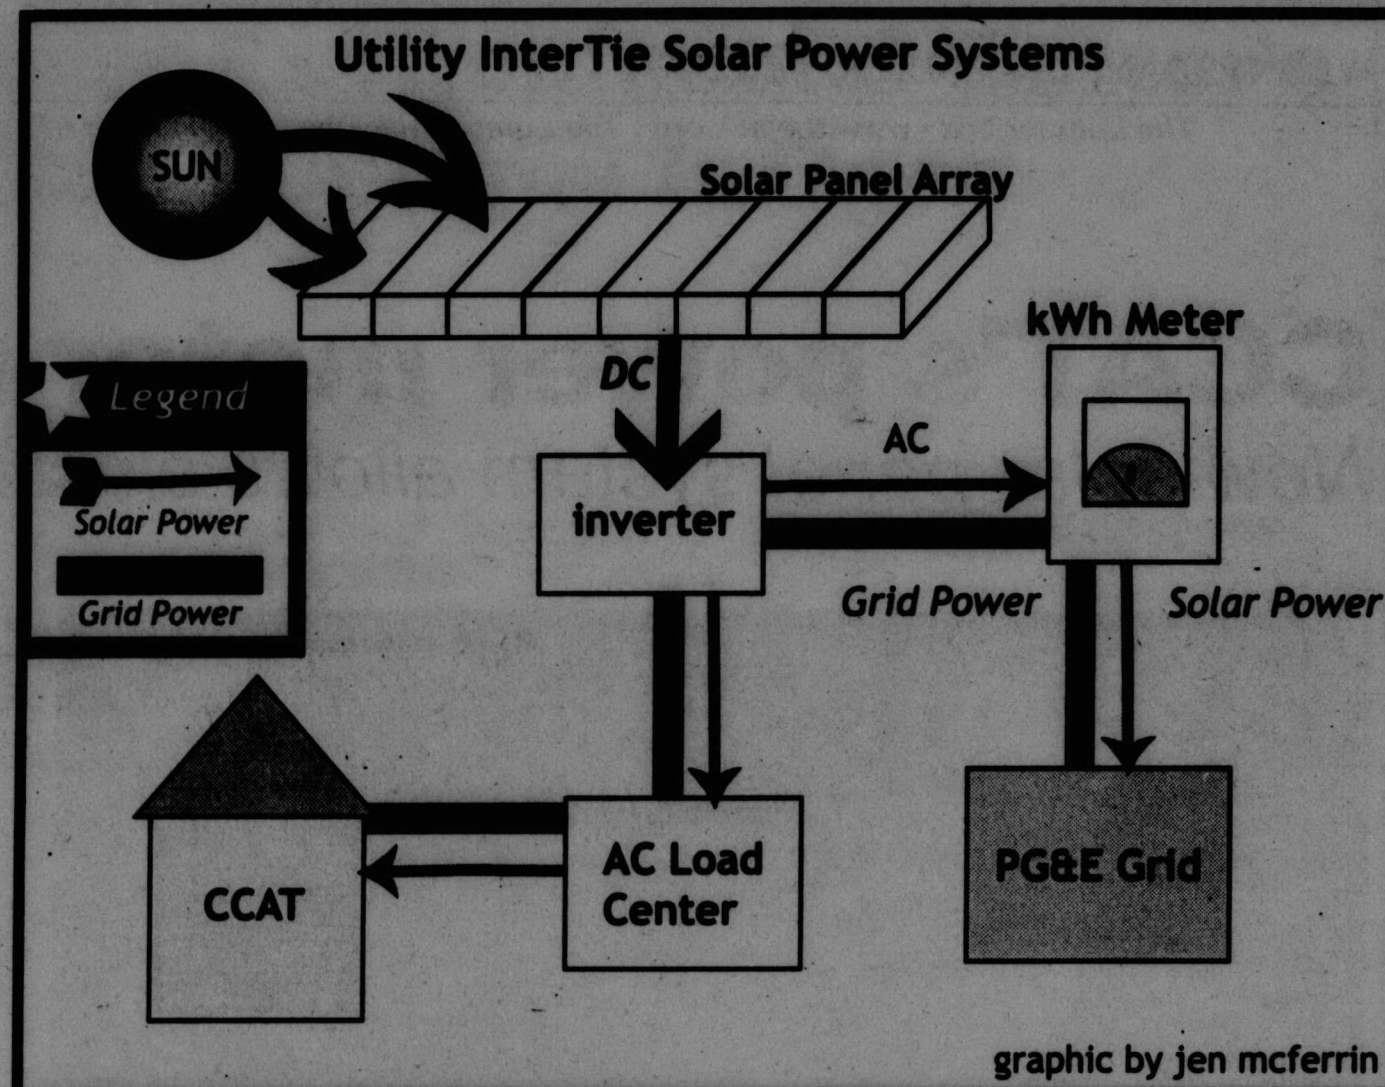 Utility InterTie Solar Power Systems
SUN
Solar Panel Array
kWh Meter
DC
Legend
AC
Solar Power
inverter
Grid Power
Grid Power
Solar Power
AC Load
Center
PG&E Grid
CCAT
graphic by jen mcferrin